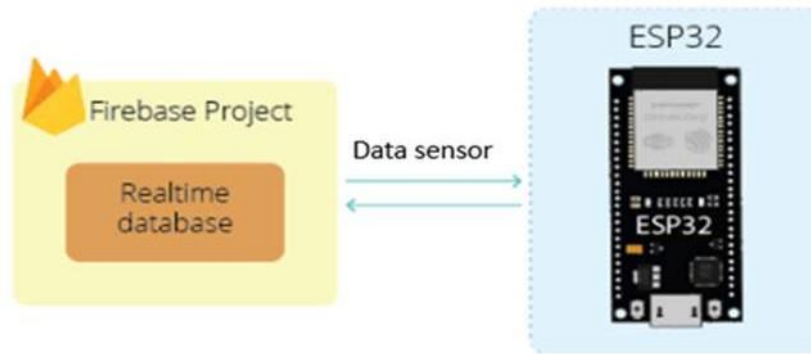 ESP32
Firebase Project
Data sensor
Realtime
database
ESP32